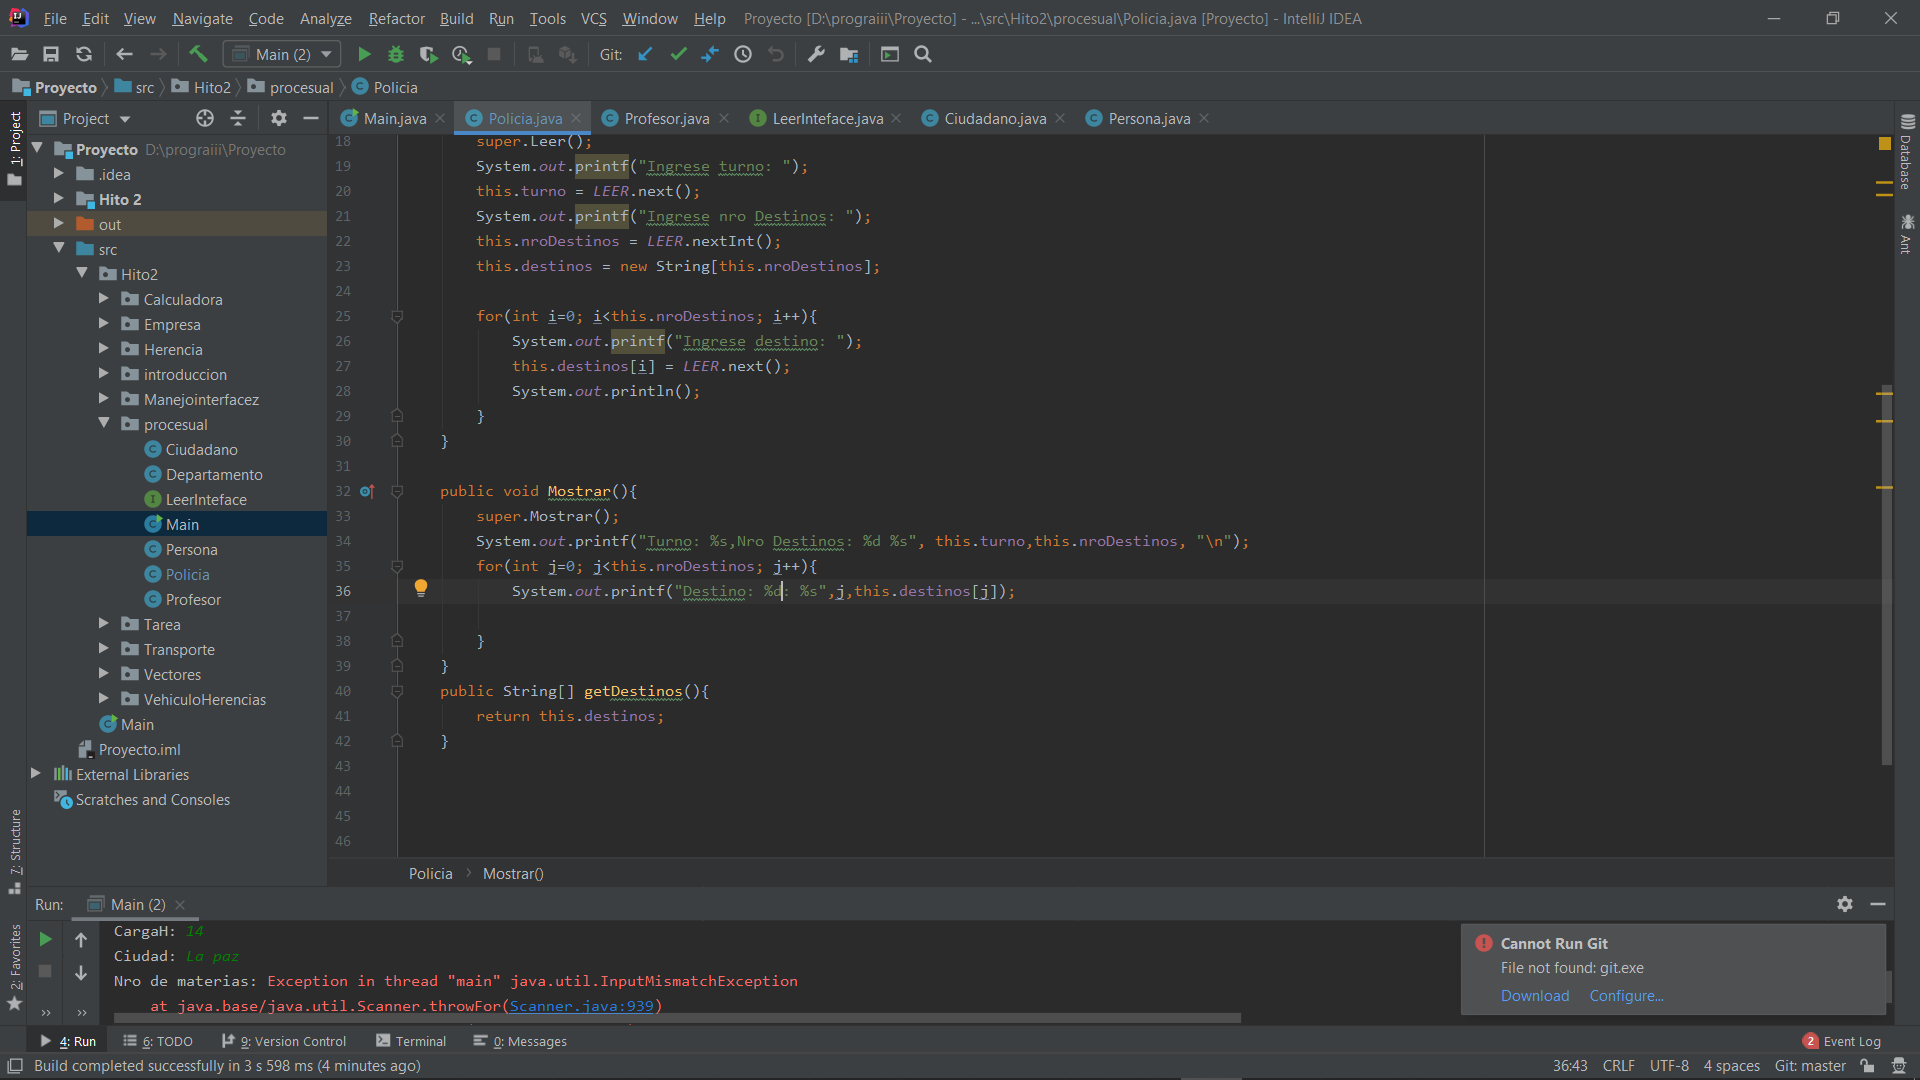 File Edit View Navigate Code Analyze Refactor Build Run Tools VCS Window Help Proyecto [D:\prograiii\Proyecto] - ...\src\Hito2\procesual\Policia.java [Proyecto] - IntelliJ IDEA
Main (2) Git:
Proyecto src Hito2 procesual Policia
1: Project
Project
Main.java Policia.java Profesor.java LeerInteface.java Ciudadano.java Persona.java
Proyecto D:\prograiii\Proyecto
.idea
Hito 2
out
src
Hito2
Calculadora
Empresa
Herencia
introduccion
Manejointerfacez
procesual
Ciudadano
Departamento
LeerInteface
Main
Persona
Policia
Profesor
Tarea
Transporte
Vectores
VehiculoHerencias
Main
Proyecto.iml
External Libraries
Scratches and Consoles
18 super.Leer();
19 System.out.printf("Ingrese turno: ");
20 this.turno = LEER.next();
21 System.out.printf("Ingrese nro Destinos: ");
22 this.nroDestinos = LEER.nextInt();
23 this.destinos = new String[this.nroDestinos];
24
25 for(int i=0; i<this.nroDestinos; i++){
26 System.out.printf("Ingrese destino: ");
27 this.destinos[i] = LEER.next();
28 System.out.println();
29 }
30 }
31
32 public void Mostrar(){
33 super.Mostrar();
34 System.out.printf("Turno: %s,Nro Destinos: %d %s", this.turno,this.nroDestinos, "\n");
35 for(int j=0; j<this.nroDestinos; j++){
36 System.out.printf("Destino: %d: %s",j,this.destinos[j]);
37
38 }
39 }
40 public String[] getDestinos(){
41 return this.destinos;
42 }
43
44
45
46
Policia Mostrar()
Database
Ant
7: Structure
2: Favorites
Run: Main (2)
CargaH: 14
Ciudad: La paz
Nro de materias: Exception in thread "main" java.util.InputMismatchException
at java.base/java.util.Scanner.throwFor(Scanner.java:939)
Cannot Run Git
File not found: git.exe
Download Configure...
4: Run 6: TODO 9: Version Control Terminal 0: Messages 2 Event Log
Build completed successfully in 3 s 598 ms (4 minutes ago) 36:43 CRLF UTF-8 4 spaces Git: master